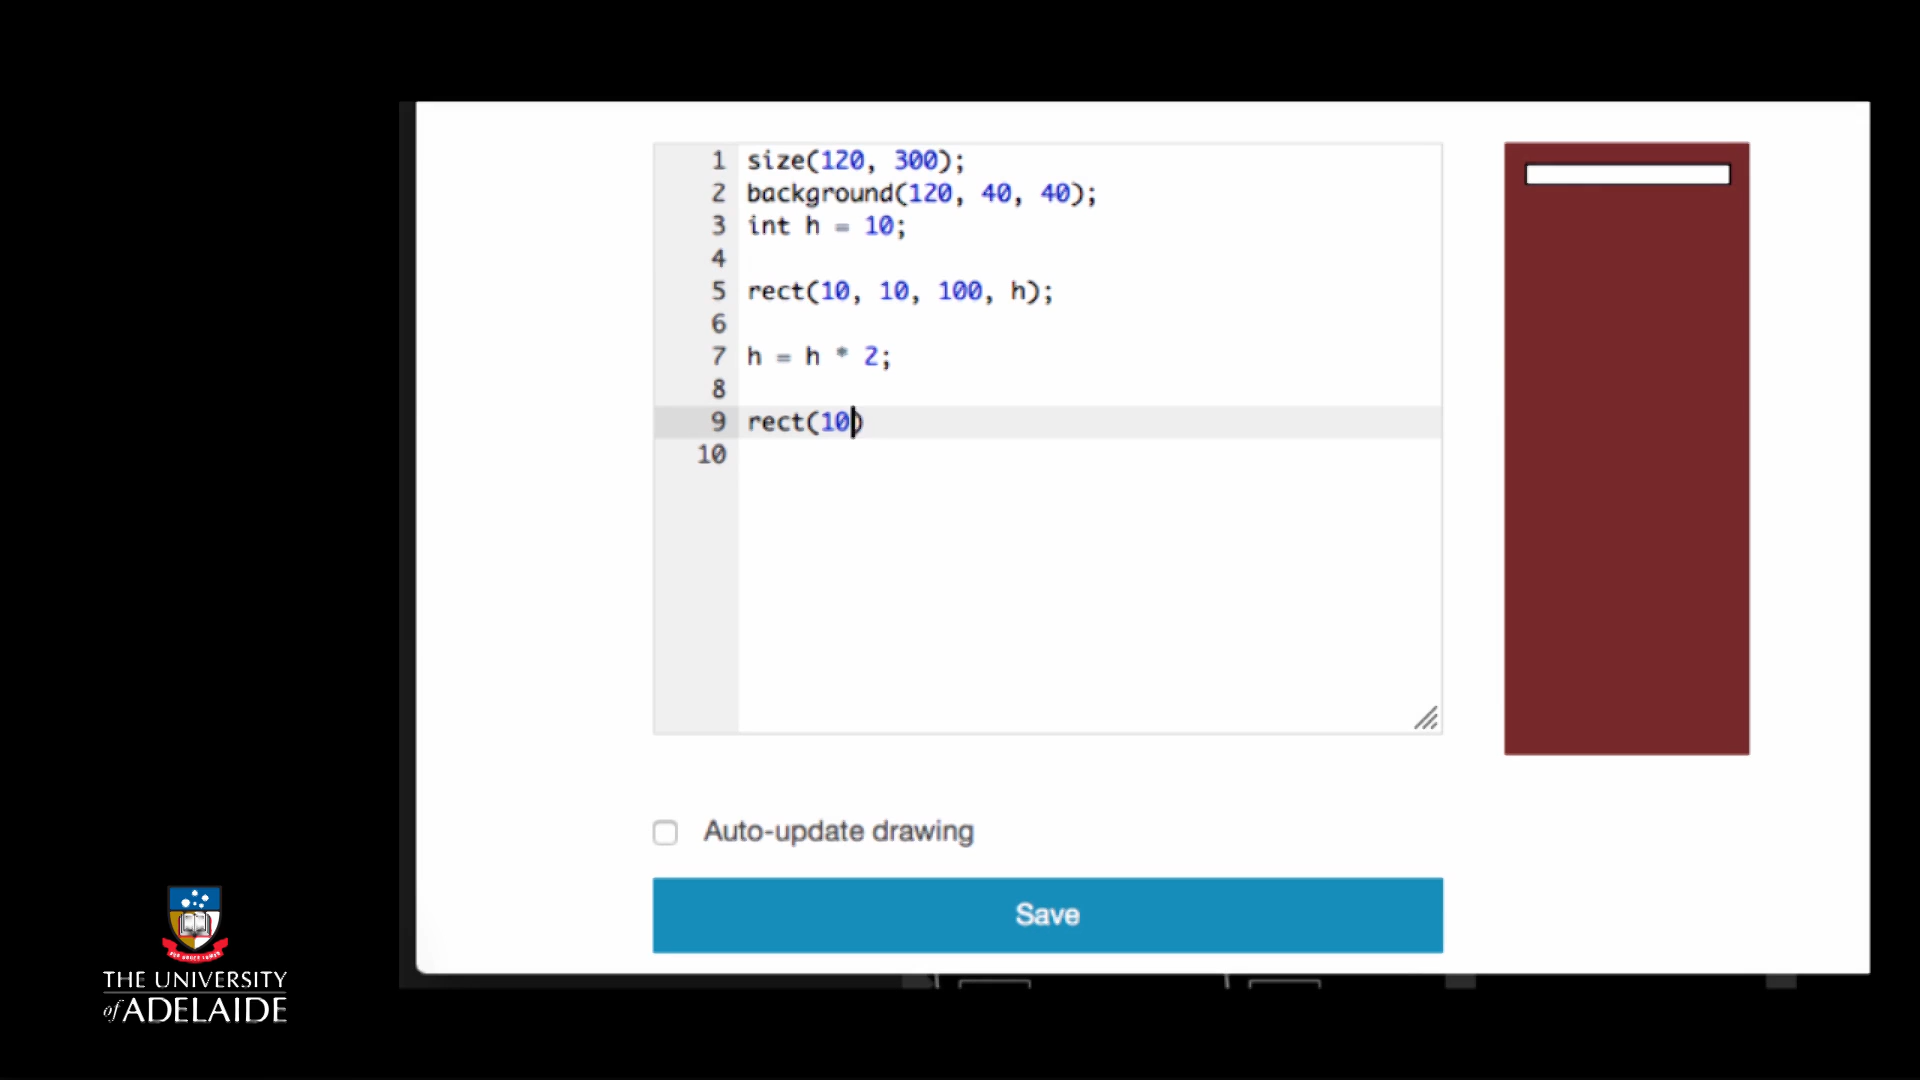 1 size(120, 300);
2 background(120, 40, 40);
3 int h = 10;
4
5 rect(10, 10, 100, h);
6
7 h = h * 2;
8
9 rect(10)
10
Auto-update drawing
Save
THE UNIVERSITY
of ADELAIDE